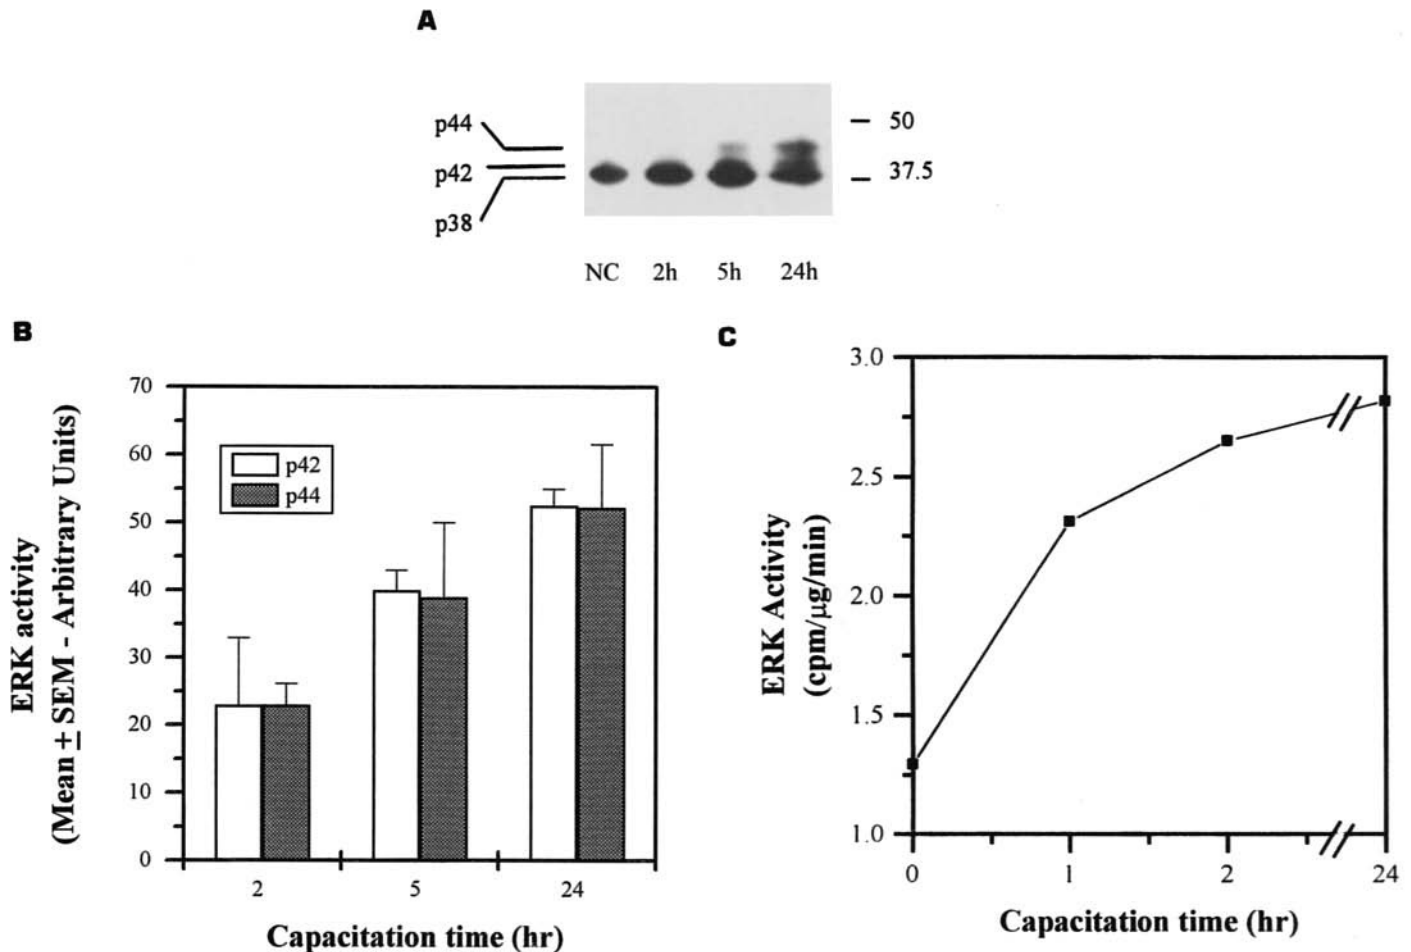 A
p44
p42
p38
50
37.5
NC 2h 5h 24h
B
ERK activity
(Mean ± SEM - Arbitrary Units)
70
60
50
40
30
20
10
0
p42
p44
2 5 24
Capacitation time (hr)
C
ERK Activity
(cpm/µg/min)
3.0
2.5
2.0
1.5
1.0
0 1 2 24
Capacitation time (hr)